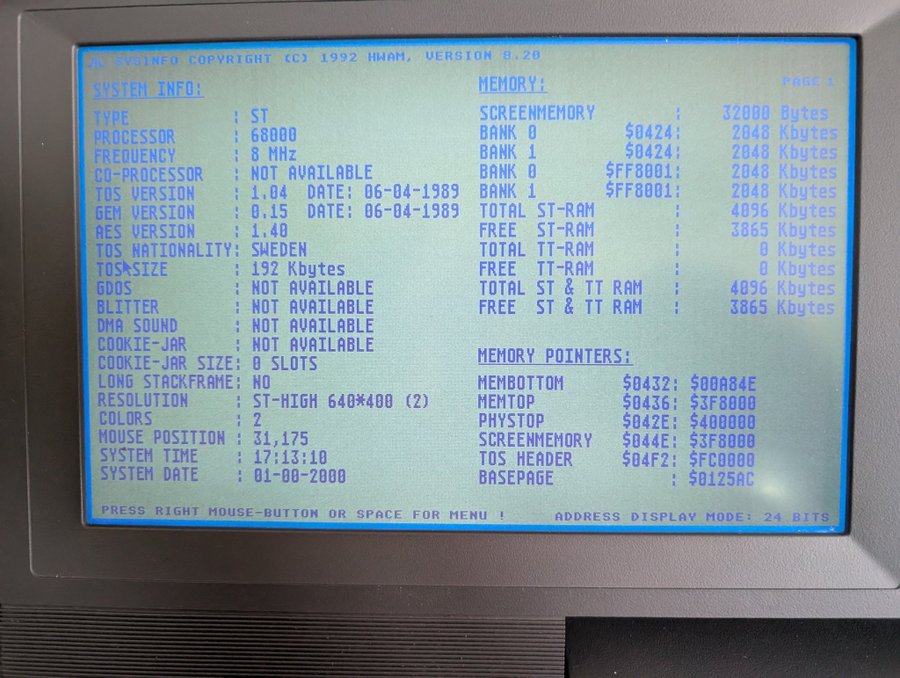 SYSINFO COPYRIGHT (C) 1992 HWAM, VERSION 8.20
SYSTEM INFO:
TYPE : ST
PROCESSOR : 68000
FREQUENCY : 8 MHz
CO-PROCESSOR : NOT AVAILABLE
TOS VERSION : 1.04 DATE: 06-04-1989
GEM VERSION : 0.15 DATE: 06-04-1989
AES VERSION : 1.40
TOS NATIONALITY: SWEDEN
TOS SIZE : 192 Kbytes
GDOS : NOT AVAILABLE
BLITTER : NOT AVAILABLE
DMA SOUND : NOT AVAILABLE
COOKIE-JAR : NOT AVAILABLE
COOKIE-JAR SIZE: 0 SLOTS
LONG STACKFRAME: NO
RESOLUTION : ST-HIGH 640*400 (2)
COLORS : 2
MOUSE POSITION : 31,175
SYSTEM TIME : 17:13:10
SYSTEM DATE : 01-00-2000
MEMORY:
PAGE 1
SCREENMEMORY : 32000 Bytes
BANK 0 $0424: 2048 Kbytes
BANK 1 $0424: 2048 Kbytes
BANK 0 $FF8001: 2048 Kbytes
BANK 1 $FF8001: 2048 Kbytes
TOTAL ST-RAM : 4096 Kbytes
FREE ST-RAM : 3865 Kbytes
TOTAL TT-RAM : 0 Kbytes
FREE TT-RAM : 0 Kbytes
TOTAL ST & TT RAM : 4096 Kbytes
FREE ST & TT RAM : 3865 Kbytes
MEMORY POINTERS:
MEMBOTTOM $0432: $00A84E
MEMTOP $0436: $3F8000
PHYSTOP $042E: $400000
SCREENMEMORY $044E: $3F8000
TOS HEADER $04F2: $FC0000
BASEPAGE : $0125AC
PRESS RIGHT MOUSE-BUTTON OR SPACE FOR MENU !
ADDRESS DISPLAY MODE: 24 BITS